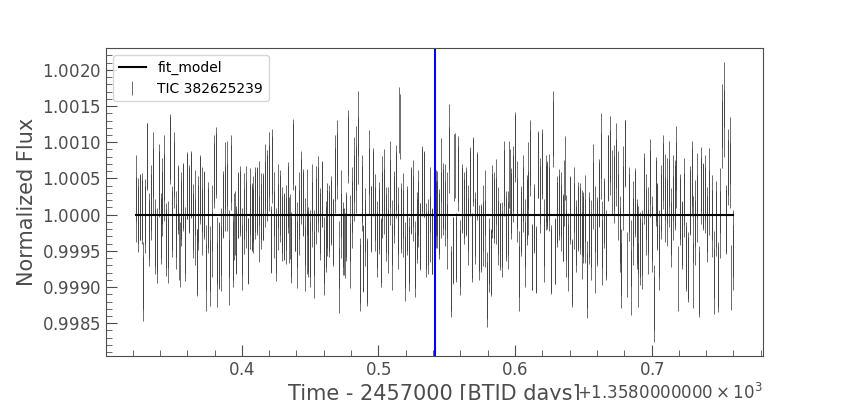 fit_model
TIC 382625239
1.0020
1.0015
1.0010
1.0005
1.0000
0.9995
0.9990
0.9985
Normalized Flux
0.4 0.5 0.6 0.7
Time - 2457000 [BTJD days]
+1.3580000000 × 10³